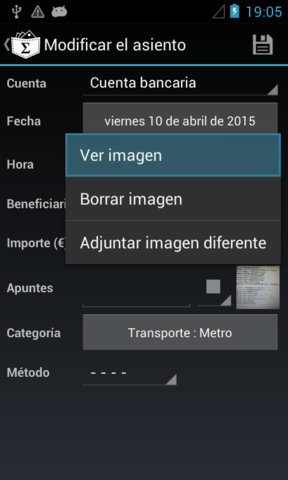 19:05
Modificar el asiento
Cuenta
Cuenta bancaria
Fecha
viernes 10 de abril de 2015
Ver imagen
Hora
Borrar imagen
Beneficiari
Importe (€)
Adjuntar imagen diferente
Apuntes
Categoría
Transporte : Metro
Método
- - - -